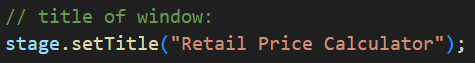 // title of window:
stage.setTitle("Retail Price Calculator");